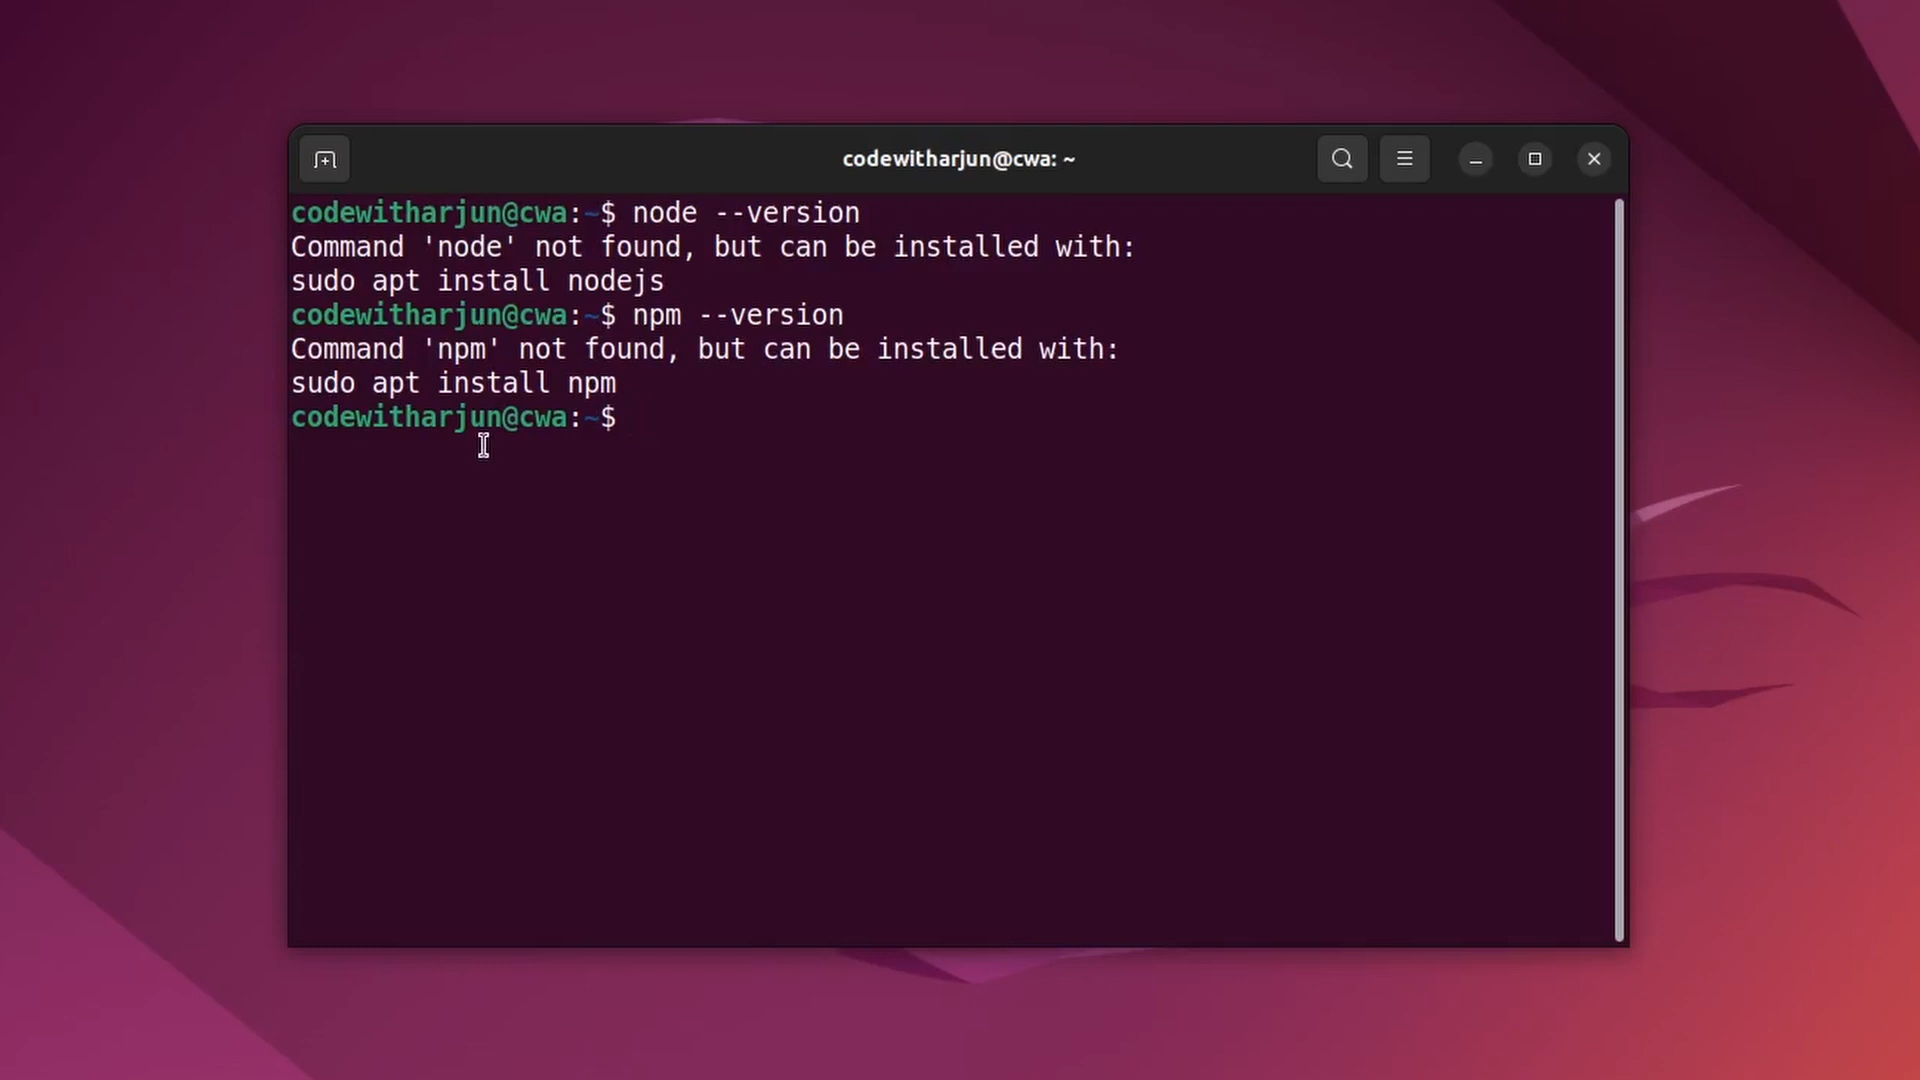 codewitharjun@cwa: ~
codewitharjun@cwa:~$ node --version
Command 'node' not found, but can be installed with:
sudo apt install nodejs
codewitharjun@cwa:~$ npm --version
Command 'npm' not found, but can be installed with:
sudo apt install npm
codewitharjun@cwa:~$